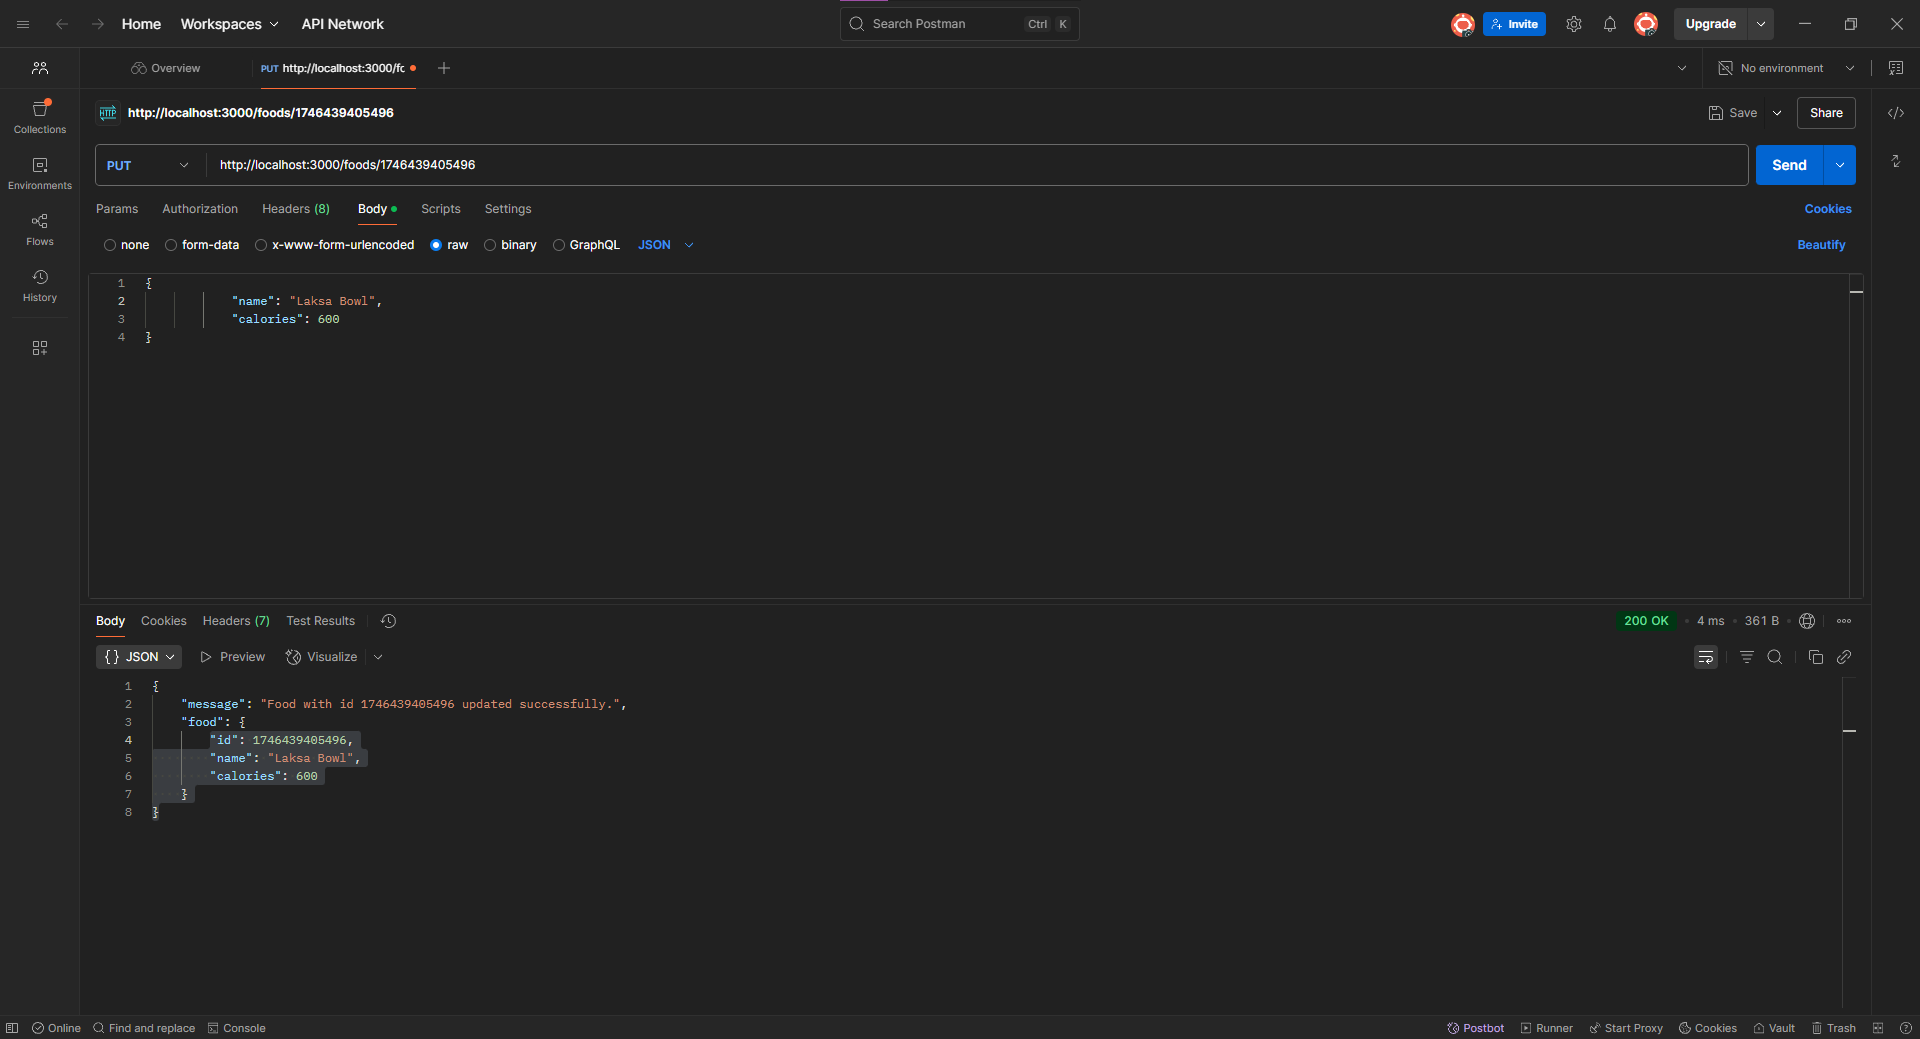 Home Workspaces API Network Search Postman Ctrl K Invite Upgrade
Overview PUT http://localhost:3000/fo No environment
Collections
Environments
Flows
History
HTTP http://localhost:3000/foods/1746439405496 Save Share
PUT http://localhost:3000/foods/1746439405496 Send
Params Authorization Headers (8) Body Scripts Settings Cookies
none form-data x-www-form-urlencoded raw binary GraphQL JSON Beautify
1 {
2 "name": "Laksa Bowl",
3 "calories": 600
4 }
Body Cookies Headers (7) Test Results 200 OK • 4 ms • 361 B •
{} JSON Preview Visualize
1 {
2 "message": "Food with id 1746439405496 updated successfully.",
3 "food": {
4 "id": 1746439405496,
5 "name": "Laksa Bowl",
6 "calories": 600
7 }
8 }
Online Find and replace Console Postbot Runner Start Proxy Cookies Vault Trash